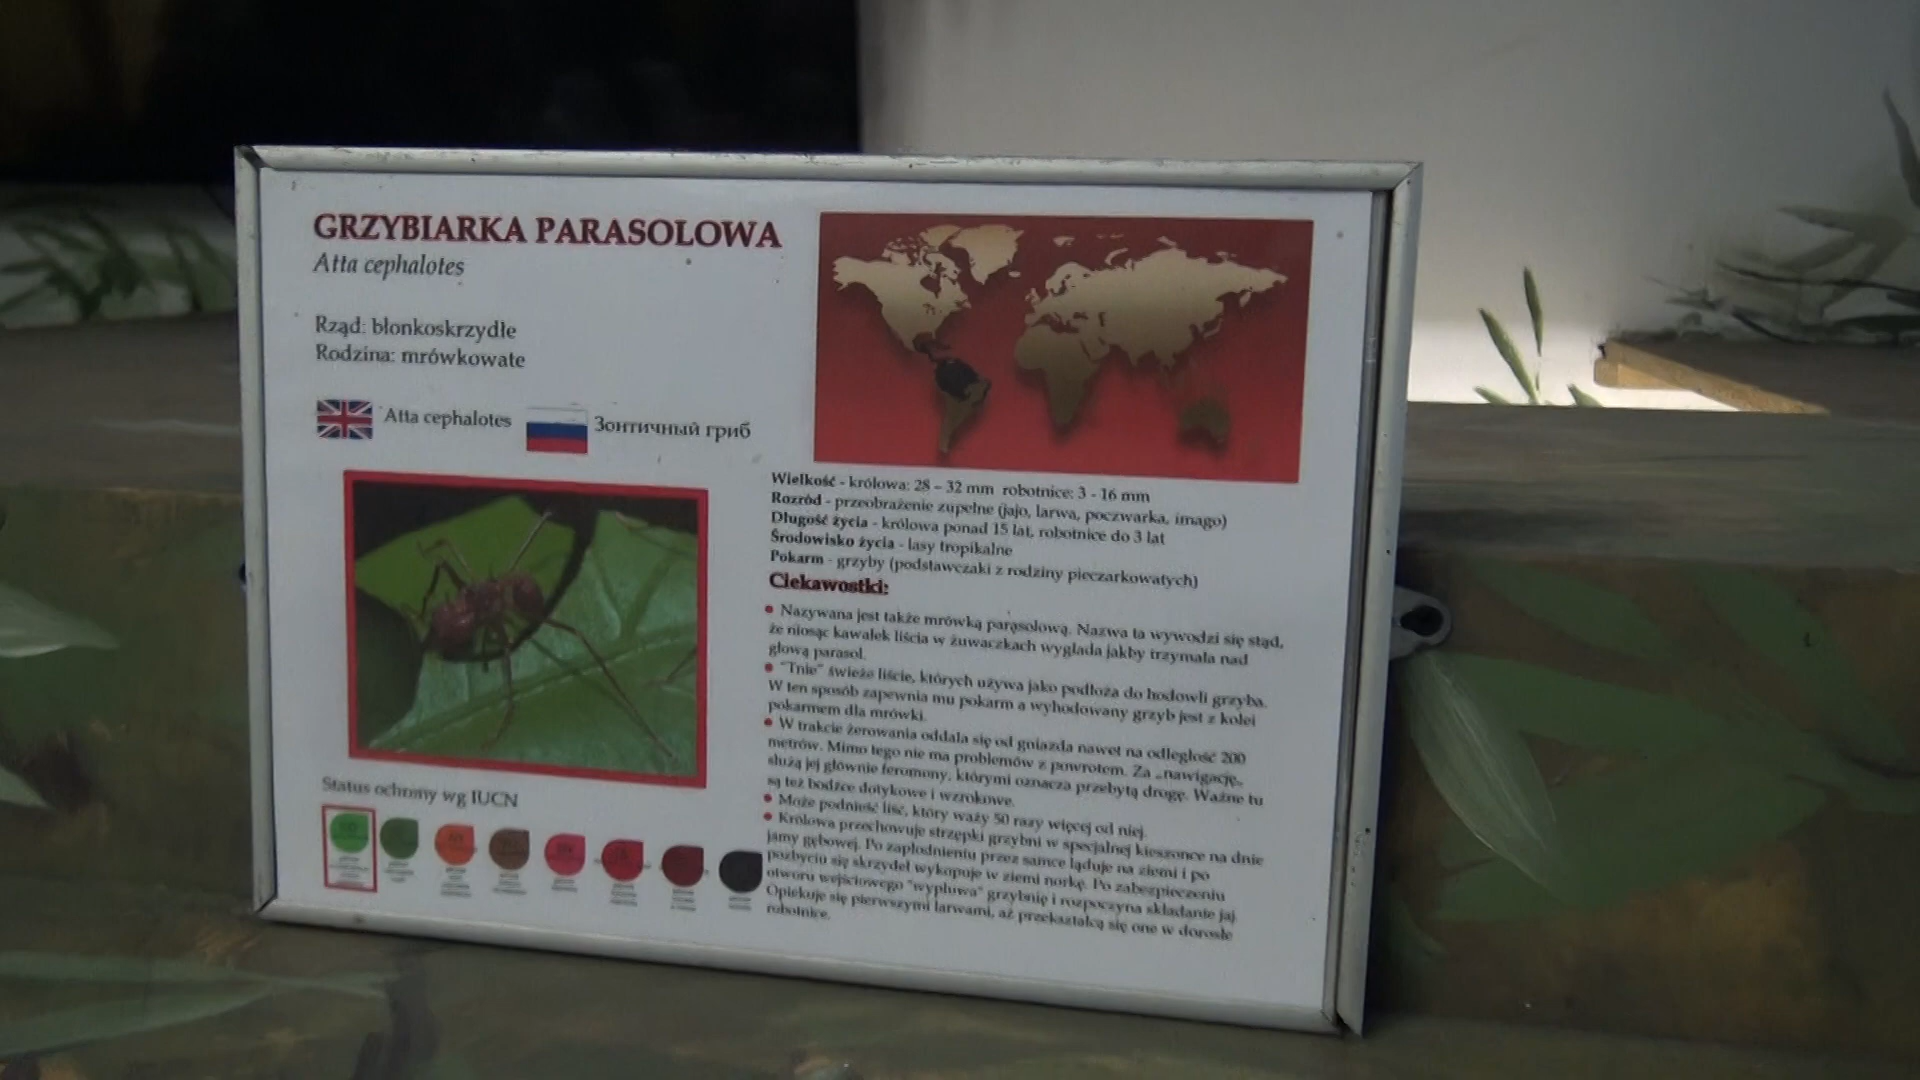 GRZYBIARKA PARASOLOWA
Atta cephalotes
Rząd: błonkoskrzydłe
Rodzina: mrówkowate
Atta cephalotes
Зонтичный гриб
Wielkość - królowa: 28 – 32 mm robotnice: 3 - 16 mm
Rozród - przeobrażenie zupełne (jajo, larwa, poczwarka, imago)
Długość życia - królowa ponad 15 lat, robotnice do 3 lat
Środowisko życia - lasy tropikalne
Pokarm - grzyby (podstawczaki z rodziny pieczarkowatych)
Ciekawostki:
• Nazywana jest także mrówką parasolową. Nazwa ta wywodzi się stąd,
że niosąc kawałek liścia w żuwaczkach wygląda jakby trzymała nad
głową parasol.
• "Tnie" świeże liście, których używa jako podłoża do hodowli grzyba.
W ten sposób zapewnia mu pokarm a wyhodowany grzyb jest z kolei
pokarmem dla mrówki.
• W trakcie żerowania oddala się od gniazda nawet na odległość 200
metrów. Mimo tego nie ma problemów z powrotem. Za „nawigację„
służą jej głównie feromony, którymi oznacza przebytą drogę. Ważne tu
są też bodźce dotykowe i wzrokowe.
• Może podnieść liść, który waży 50 razy więcej od niej.
• Królowa przechowuje strzępki grzybni w specjalnej kieszonce na dnie
jamy gębowej. Po zapłodnieniu przez samce ląduje na ziemi i po
pozbyciu się skrzydeł wykopuje w ziemi norkę. Po zabezpieczeniu
otworu wejściowego "wypluwa" grzybnię i rozpoczyna składanie jaj.
Opiekuje się pierwszymi larwami, aż przekształcą się one w dorosłe
robotnice.
Status ochrony wg IUCN